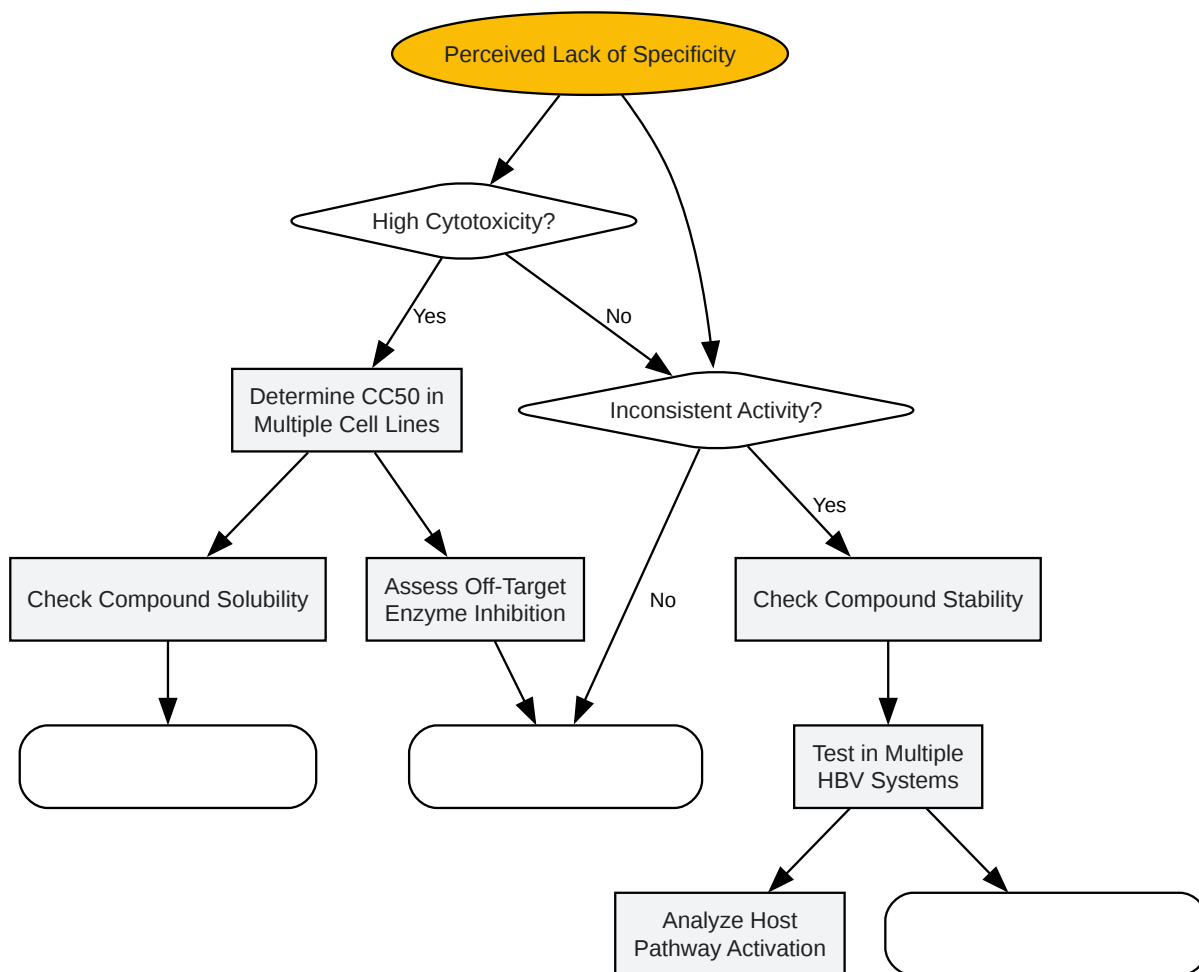 Perceived Lack of Specificity
High Cytotoxicity?
Yes
No
Determine CC50 in
Multiple Cell Lines
Inconsistent Activity?
Yes
No
Check Compound Solubility
Assess Off-Target
Enzyme Inhibition
Check Compound Stability
Test in Multiple
HBV Systems
Analyze Host
Pathway Activation